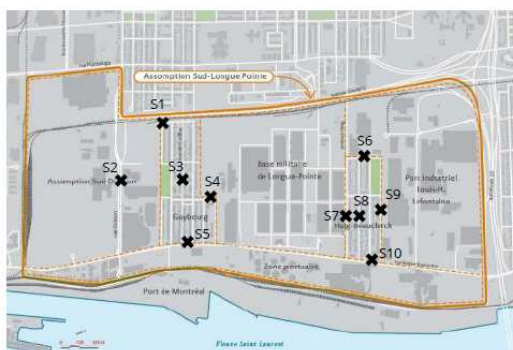 Assomption Sud-Longue Pointe
S1
S6
S2
S3
Base militaire
de Longue-Pointe
Parc Industriel
Louis-H.
Lafontaine
Assomption Sud-
S4
S9
S7
S8
Guybourg
Haig-Beauclerk
S5
S10
Zone portuaire
Port de Montréal
Fleuve Saint-Laurent